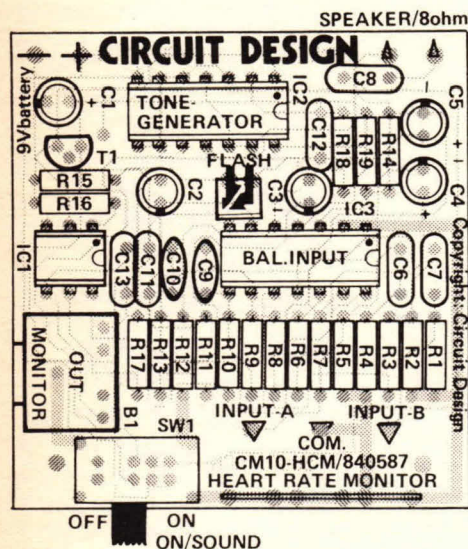 SPEAKER/8ohm
− + CIRCUIT DESIGN
9Vbattery
C1
+
TONE-
GENERATOR
IC2
C8
−
C5
+
T1
FLASH
C12
R18
R19
R14
−
C4
+
R15
R16
C2
C3
+
IC3
IC1
C13
C11
C10
C9
BAL.INPUT
C6
C7
Copyright: Circuit Design
OUT
MONITOR
B1
R17
R13
R12
R11
R10
R9
R8
R6
R7
R5
R4
R3
R2
R1
SW1
INPUT-A
INPUT-B
COM.
CM10-HCM/840587
HEART RATE MONITOR
OFF
ON
ON/SOUND